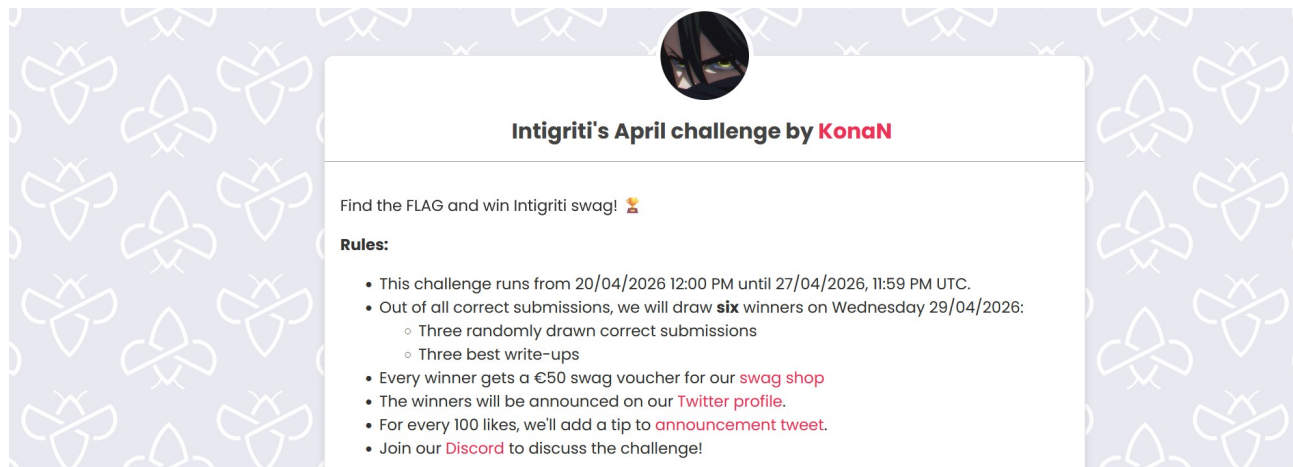 Intigriti's April challenge by KonaN
Find the FLAG and win Intigriti swag! 🏆
Rules:
• This challenge runs from 20/04/2026 12:00 PM until 27/04/2026, 11:59 PM UTC.
• Out of all correct submissions, we will draw six winners on Wednesday 29/04/2026:
◦ Three randomly drawn correct submissions
◦ Three best write-ups
• Every winner gets a €50 swag voucher for our swag shop
• The winners will be announced on our Twitter profile.
• For every 100 likes, we'll add a tip to announcement tweet.
• Join our Discord to discuss the challenge!